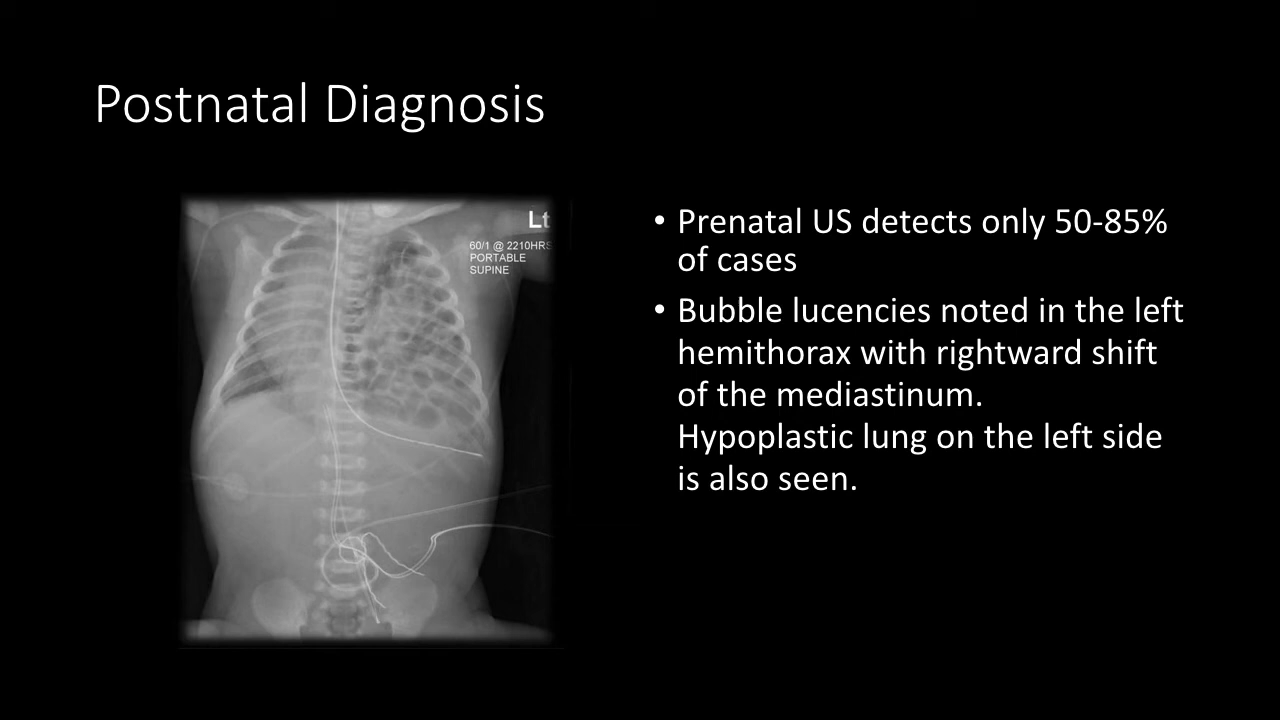 Postnatal Diagnosis
Lt
60/1 @ 2210HRS
PORTABLE
SUPINE
• Prenatal US detects only 50-85%
of cases
• Bubble lucencies noted in the left
hemithorax with rightward shift
of the mediastinum.
Hypoplastic lung on the left side
is also seen.